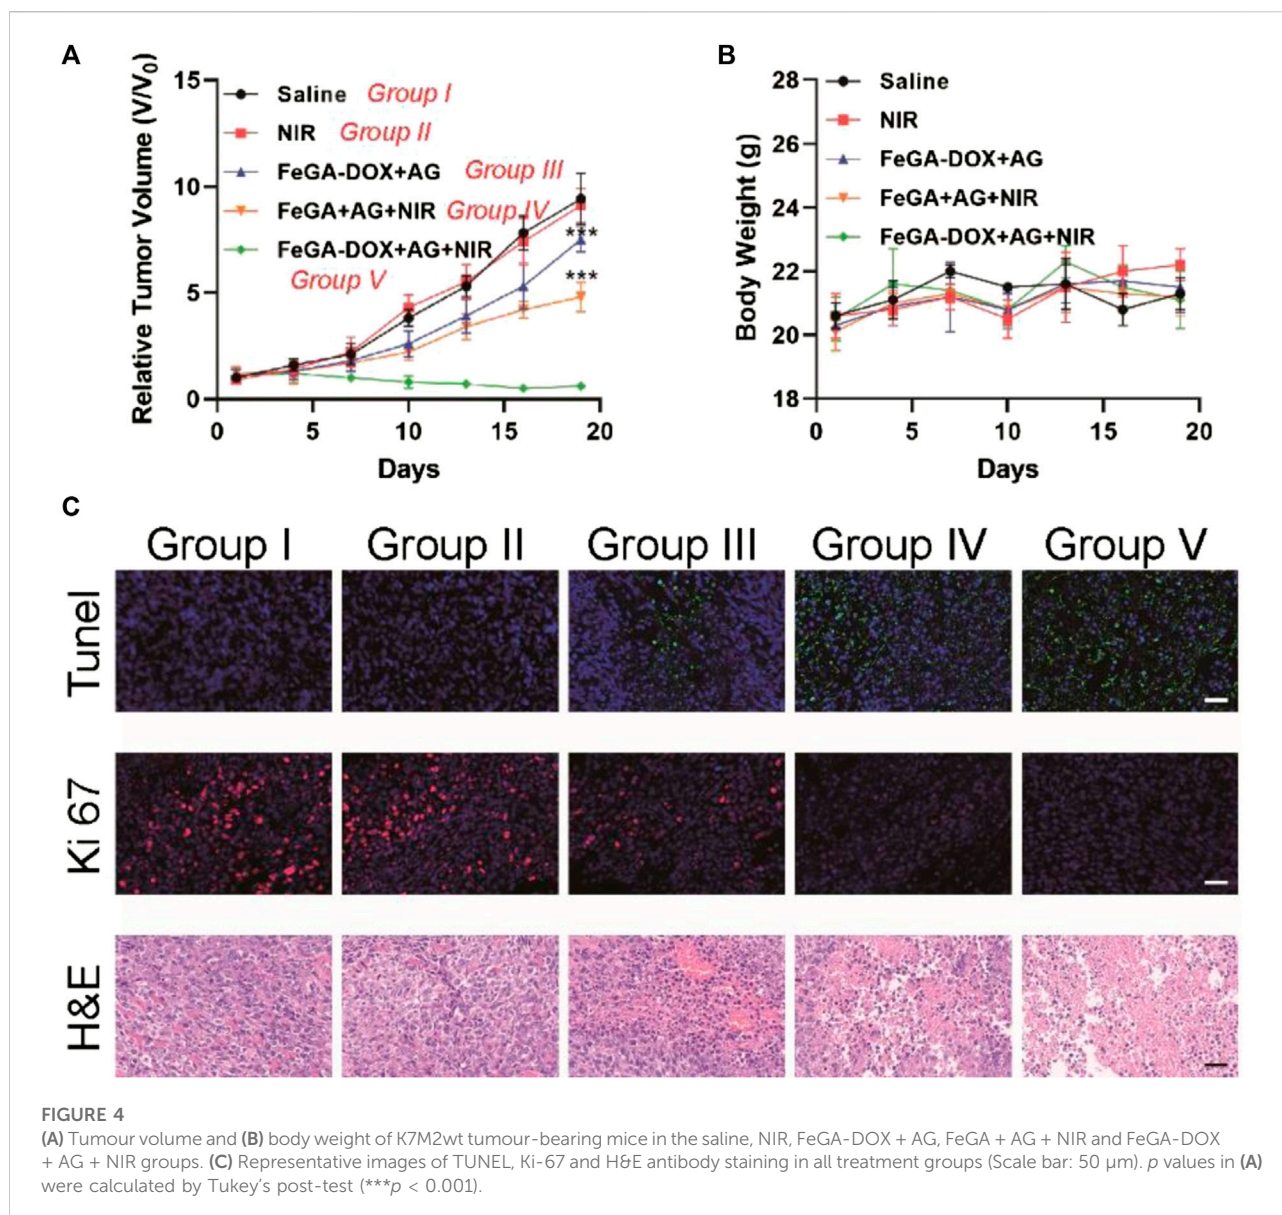 A
Relative Tumor Volume (V/V₀)
15
10
5
0
Saline Group I
NIR Group II
FeGA-DOX+AG Group III
FeGA+AG+NIR Group IV
FeGA-DOX+AG+NIR
Group V
***
***
0 5 10 15 20
Days
B
Body Weight (g)
28
26
24
22
20
18
Saline
NIR
FeGA-DOX+AG
FeGA+AG+NIR
FeGA-DOX+AG+NIR
0 5 10 15 20
Days
C
Group I Group II Group III Group IV Group V
Tunel
Ki 67
H&E
FIGURE 4
(A) Tumour volume and (B) body weight of K7M2wt tumour-bearing mice in the saline, NIR, FeGA-DOX + AG, FeGA + AG + NIR and FeGA-DOX
+ AG + NIR groups. (C) Representative images of TUNEL, Ki-67 and H&E antibody staining in all treatment groups (Scale bar: 50 μm). p values in (A)
were calculated by Tukey’s post-test (***p < 0.001).